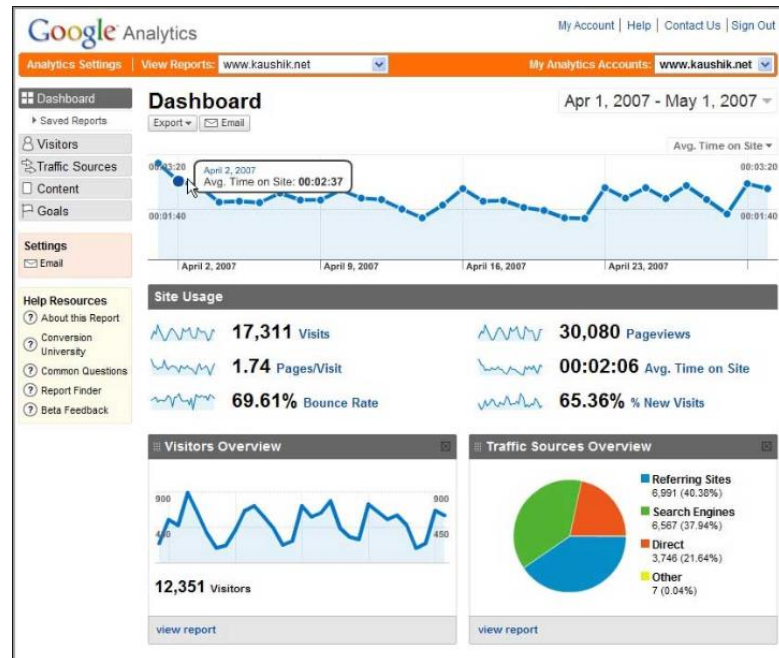 Google Analytics
My Account | Help | Contact Us | Sign Out
Analytics Settings | View Reports: www.kaushik.net
My Analytics Accounts: www.kaushik.net
Dashboard
Saved Reports
Visitors
Traffic Sources
Content
Goals
Settings
Email
Help Resources
About this Report
Conversion
University
Common Questions
Report Finder
Beta Feedback
Dashboard
Apr 1, 2007 - May 1, 2007
Export
Email
Avg. Time on Site
00:03:20
April 2, 2007
Avg. Time on Site: 00:02:37
00:03:20
00:01:40
00:01:40
April 2, 2007
April 9, 2007
April 16, 2007
April 23, 2007
Site Usage
17,311 Visits
30,080 Pageviews
1.74 Pages/Visit
00:02:06 Avg. Time on Site
69.61% Bounce Rate
65.36% % New Visits
Visitors Overview
900
900
450
450
12,351 Visitors
view report
Traffic Sources Overview
Referring Sites
6,991 (40.38%)
Search Engines
6,567 (37.94%)
Direct
3,746 (21.64%)
Other
7 (0.04%)
view report